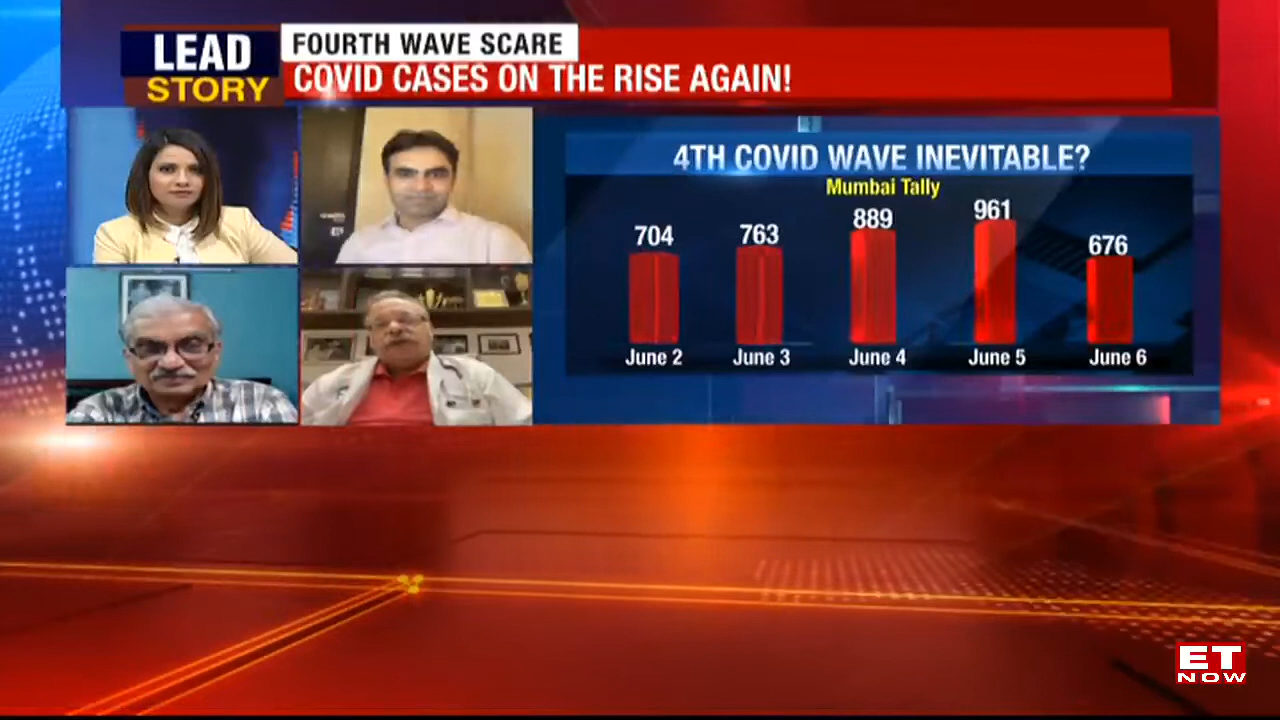 LEAD
STORY
FOURTH WAVE SCARE
COVID CASES ON THE RISE AGAIN!
4TH COVID WAVE INEVITABLE?
Mumbai Tally
704
763
889
961
676
June 2
June 3
June 4
June 5
June 6
ET
NOW